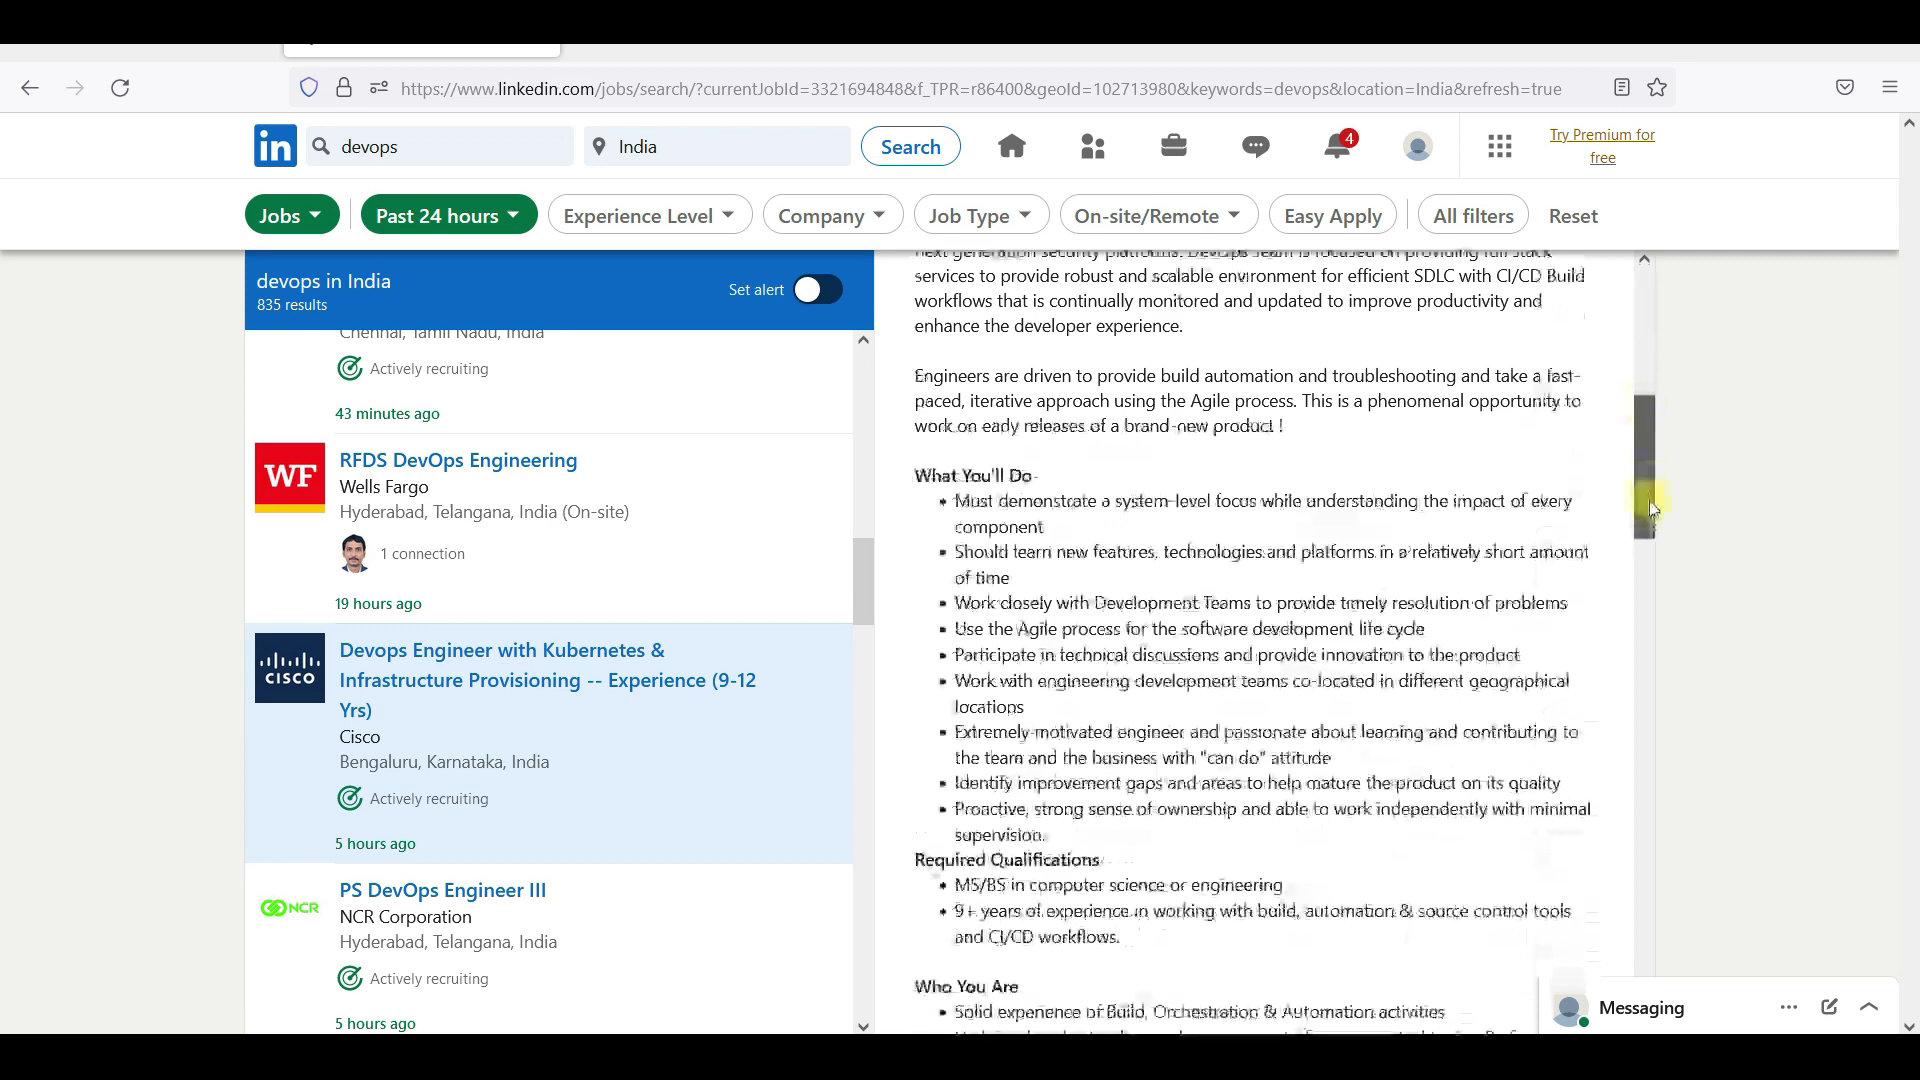 https://www.linkedin.com/jobs/search/?currentJobId=3321694848&f_TPR=r86400&geoId=102713980&keywords=devops&location=India&refresh=true
in
devops
India
Search
4
Try Premium for
free
Jobs
Past 24 hours
Experience Level
Company
Job Type
On-site/Remote
Easy Apply
All filters
Reset
devops in India
835 results
Set alert
Chennai, Tamil Nadu, India
Actively recruiting
43 minutes ago
WF
RFDS DevOps Engineering
Wells Fargo
Hyderabad, Telangana, India (On-site)
1 connection
19 hours ago
CISCO
Devops Engineer with Kubernetes &
Infrastructure Provisioning -- Experience (9-12
Yrs)
Cisco
Bengaluru, Karnataka, India
Actively recruiting
5 hours ago
NCR
PS DevOps Engineer III
NCR Corporation
Hyderabad, Telangana, India
Actively recruiting
5 hours ago
next generation security platforms. DevOps Team is focused on providing full stack
services to provide robust and scalable environment for efficient SDLC with CI/CD Build
workflows that is continually monitored and updated to improve productivity and
enhance the developer experience.
Engineers are driven to provide build automation and troubleshooting and take a fast-
paced, iterative approach using the Agile process. This is a phenomenal opportunity to
work on early releases of a brand-new product !
What You'll Do
• Must demonstrate a system-level focus while understanding the impact of every
component
• Should learn new features, technologies and platforms in a relatively short amount
of time
• Work closely with Development Teams to provide timely resolution of problems
• Use the Agile process for the software development life cycle
• Participate in technical discussions and provide innovation to the product
• Work with engineering development teams co-located in different geographical
locations
• Extremely motivated engineer and passionate about learning and contributing to
the team and the business with "can do" attitude
• Identify improvement gaps and areas to help mature the product on its quality
• Proactive, strong sense of ownership and able to work independently with minimal
supervision.
Required Qualifications
• MS/BS in computer science or engineering
• 9+ years of experience in working with build, automation & source control tools
and CI/CD workflows.
Who You Are
• Solid experience of Build, Orchestration & Automation activities
Messaging